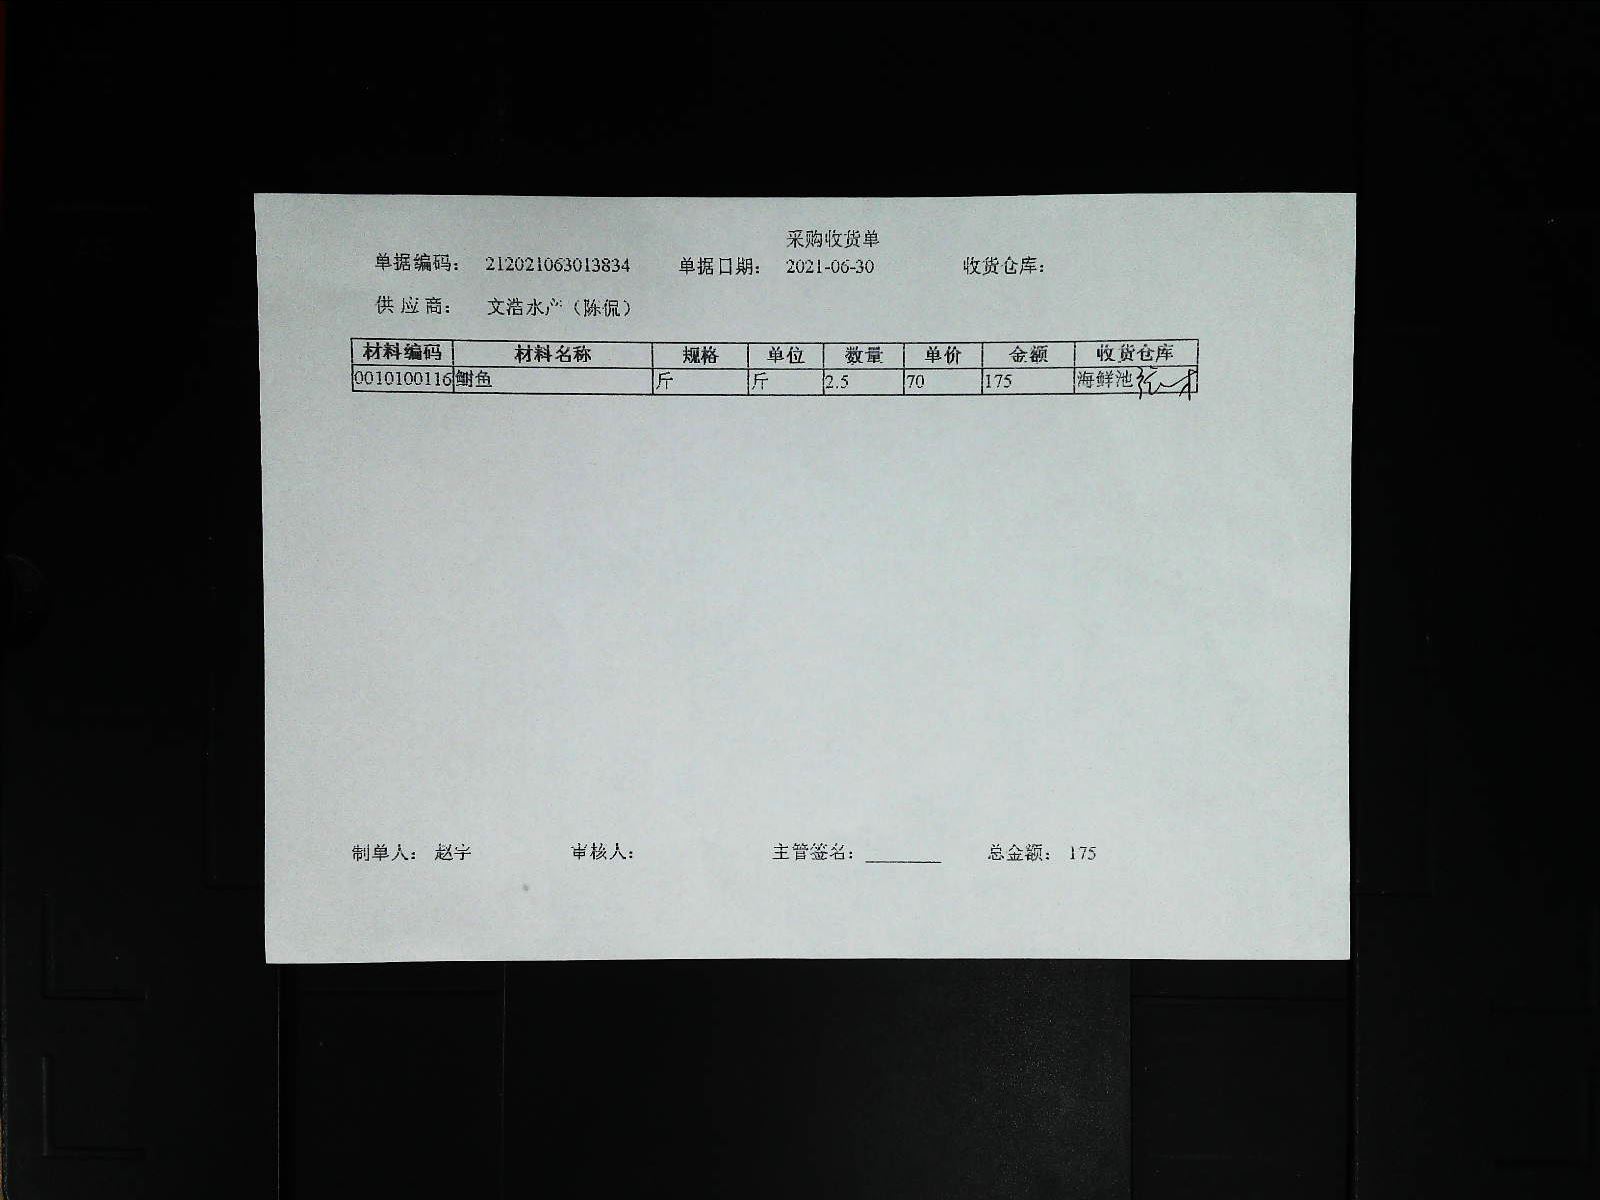 采购收货单
单据编码： 212021063013834 单据日期： 2021-06-30 收货仓库：
供应商： 文浩水产（陈侃）
材料编码 材料名称 规格 单位 数量 单价 金额 收货仓库
0010100116 鲥鱼 斤 斤 2.5 70 175 海鲜池
制单人： 赵宇 审核人： 主管签名：________ 总金额： 175